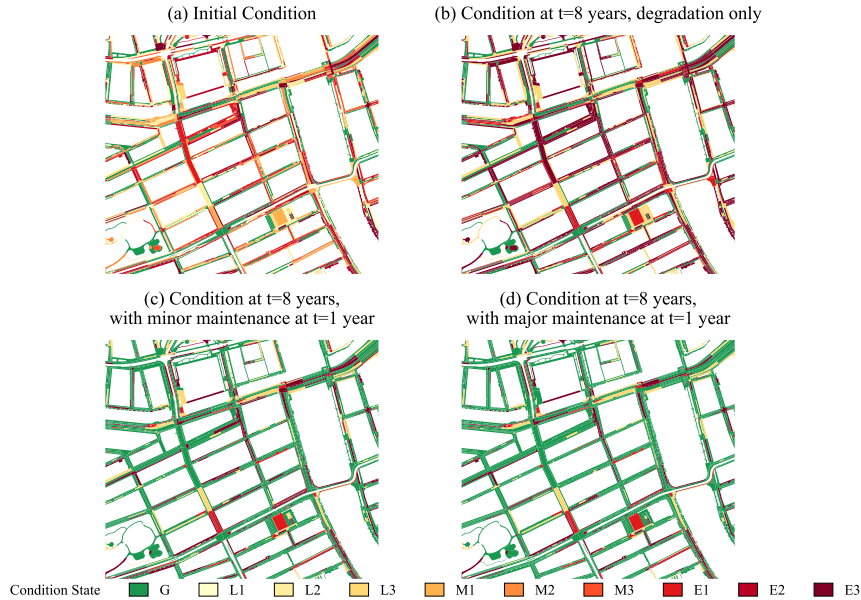 (a) Initial Condition
(b) Condition at t=8 years, degradation only
(c) Condition at t=8 years,
with minor maintenance at t=1 year
(d) Condition at t=8 years,
with major maintenance at t=1 year
Condition State G L1 L2 L3 M1 M2 M3 E1 E2 E3